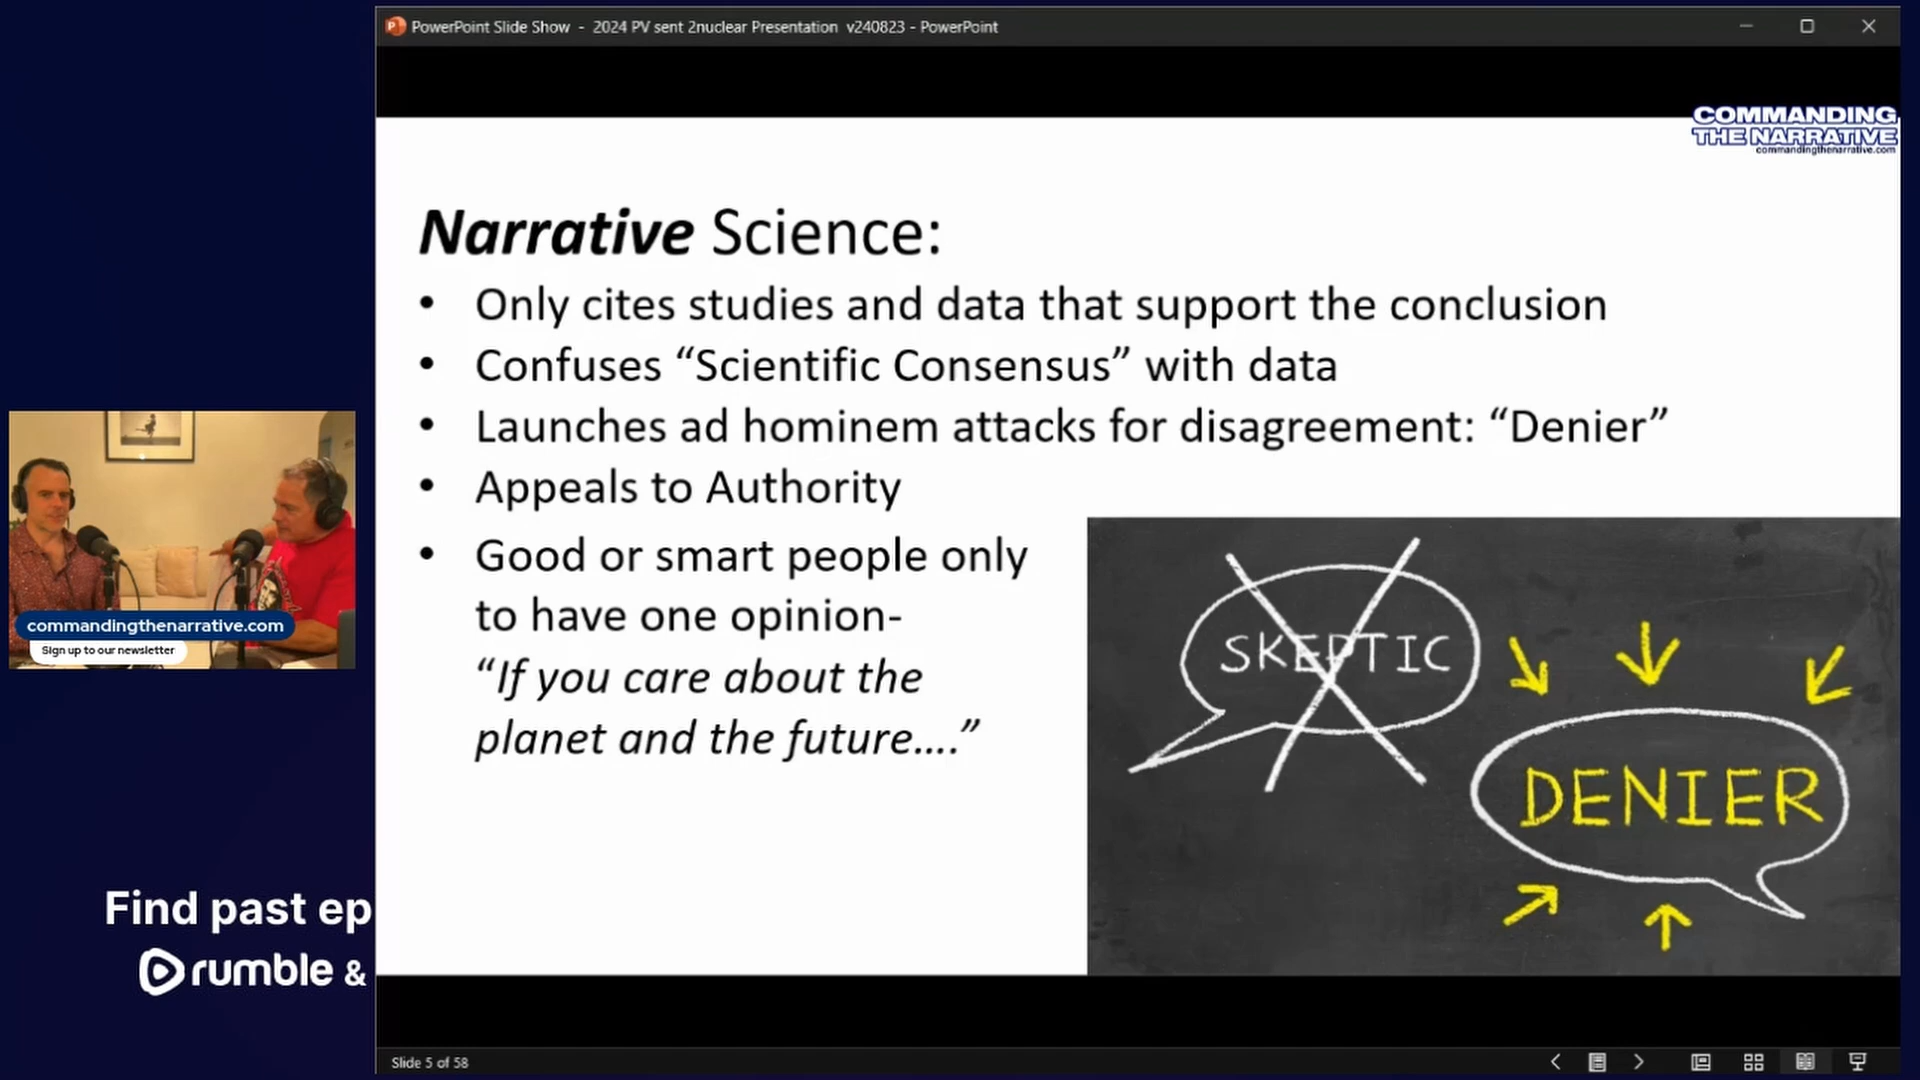 PowerPoint Slide Show - 2024 PV sent 2nuclear Presentation v240823 - PowerPoint
COMMANDING
THE NARRATIVE
commandingthenarrative.com
Narrative Science:
• Only cites studies and data that support the conclusion
• Confuses “Scientific Consensus” with data
• Launches ad hominem attacks for disagreement: “Denier”
• Appeals to Authority
• Good or smart people only
to have one opinion-
“If you care about the
planet and the future….”
SKEPTIC
DENIER
commandingthenarrative.com
Sign up to our newsletter
Find past ep
rumble &
Slide 5 of 58